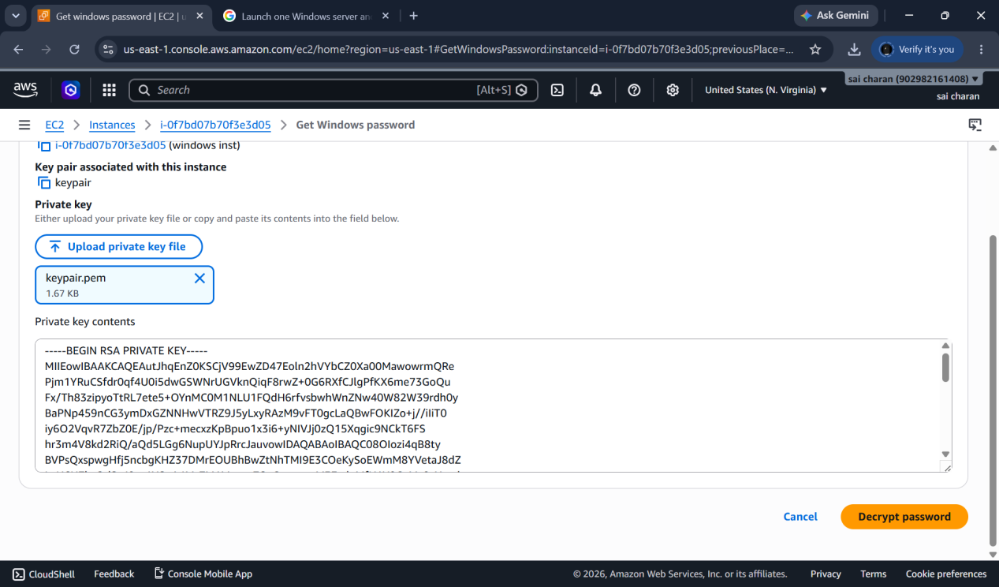 Get windows password | EC2 | u
Launch one Windows server an
Ask Gemini
us-east-1.console.aws.amazon.com/ec2/home?region=us-east-1#GetWindowsPassword:instanceId=i-0f7bd07b70f3e3d05;previousPlace=...
Verify it's you
aws
Search
[Alt+S]
United States (N. Virginia)
sai charan (902982161408)
sai charan
EC2
Instances
i-0f7bd07b70f3e3d05
Get Windows password
i-0f7bd07b70f3e3d05 (windows inst)
Key pair associated with this instance
keypair
Private key
Either upload your private key file or copy and paste its contents into the field below.
Upload private key file
keypair.pem
1.67 KB
Private key contents
-----BEGIN RSA PRIVATE KEY-----
MIIEowIBAAKCAQEAutJhqEnZ0KSCjV99EwZD47Eoln2hVYbCZ0Xa00MawowrmQRe
Pjm1YRuCSfdr0qf4U0i5dwGSWNrUGVknQiqF8rwZ+0G6RXfCJlgPfKX6me73GoQu
Fx/Th83zipyoTtRL7ete5+OYnMC0M1NLU1FQdH6rfvsbwhWnZNw40W82W39rdh0y
BaPNp459nCG3ymDxGZNNHwVTRZ9J5yLxyRAzM9vFT0gcLaQBwFOKIZo+j//iIiT0
iy6O2VqvR7ZbZ0E/jp/Pzc+mecxzKpBpuo1x3i6+yNIVJj0zQ15Xqgic9NCkT6FS
hr3m4V8kd2RiQ/aQd5LGg6NupUYJpRrcJauvowIDAQABAoIBAQC08OIozi4qB8ty
BVPsQxspwgHfj5ncbgKHZ37DMrEOUBhBwZtNhTMI9E3COeKySoEWmM8YVetaJ8dZ
Cancel
Decrypt password
CloudShell
Feedback
Console Mobile App
© 2026, Amazon Web Services, Inc. or its affiliates.
Privacy
Terms
Cookie preferences